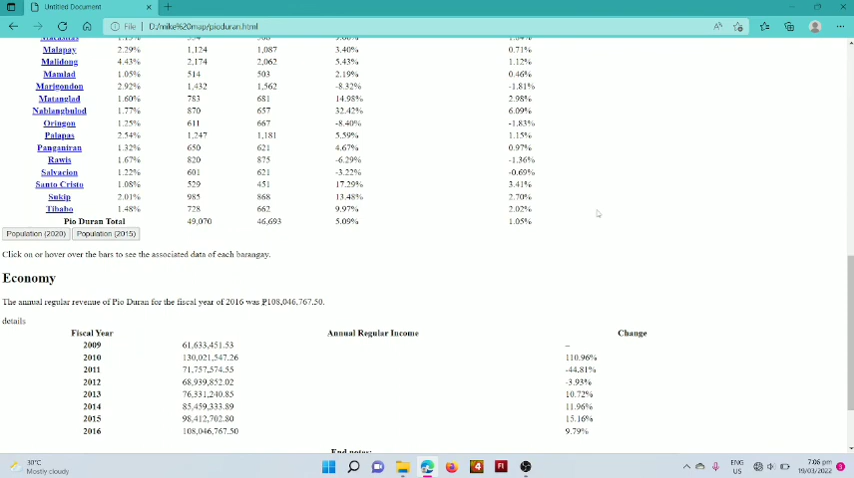 Untitled Document
File D:/mike%20map/pioduran.html
Malapay 2.29% 1,124 1,087 3.40% 0.71%
Malidong 4.43% 2,174 2,062 5.43% 1.12%
Mamlad 1.05% 514 503 2.19% 0.46%
Marigondon 2.92% 1,432 1,562 -8.32% -1.81%
Matanglad 1.60% 783 681 14.98% 2.98%
Nablangbulod 1.77% 870 657 32.42% 6.09%
Oringon 1.25% 611 667 -8.40% -1.83%
Palapas 2.54% 1,247 1,181 5.59% 1.15%
Panganiran 1.32% 650 621 4.67% 0.97%
Rawis 1.67% 820 875 -6.29% -1.36%
Salvacion 1.22% 601 621 -3.22% -0.69%
Santo Cristo 1.08% 529 451 17.29% 3.41%
Sukip 2.01% 985 868 13.48% 2.70%
Tibabo 1.48% 728 662 9.97% 2.02%
Pio Duran Total 49,070 46,693 5.09% 1.05%
Population (2020) Population (2015)
Click on or hover over the bars to see the associated data of each barangay.
Economy
The annual regular revenue of Pio Duran for the fiscal year of 2016 was ₱108,046,767.50.
details
Fiscal Year Annual Regular Income Change
2009 61,633,451.53 –
2010 130,021,547.26 110.96%
2011 71,757,574.55 -44.81%
2012 68,939,852.02 -3.93%
2013 76,331,240.85 10.72%
2014 85,459,333.89 11.96%
2015 98,412,702.80 15.16%
2016 108,046,767.50 9.79%
End notes:
30°C
Mostly cloudy
ENG
US
7:06 pm
19/03/2022